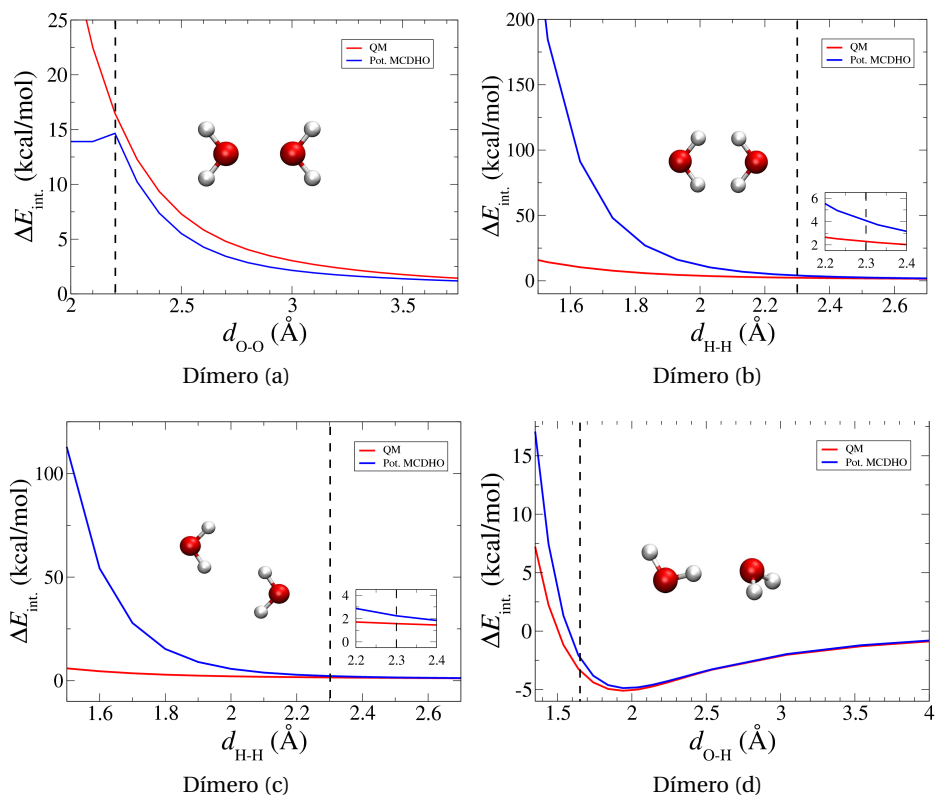 25
20
15
10
5
0
ΔE_int. (kcal/mol)
QM
Pot. MCDHO
2 2.5 3 3.5
d_O-O (Å)
Dímero (a)
200
150
100
50
0
ΔE_int. (kcal/mol)
QM
Pot. MCDHO
6
4
2
2.2 2.3 2.4
1.6 1.8 2 2.2 2.4 2.6
d_H-H (Å)
Dímero (b)
100
50
0
ΔE_int. (kcal/mol)
QM
Pot. MCDHO
4
2
0
2.2 2.3 2.4
1.6 1.8 2 2.2 2.4 2.6
d_H-H (Å)
Dímero (c)
15
10
5
0
-5
ΔE_int. (kcal/mol)
QM
Pot. MCDHO
1.5 2 2.5 3 3.5 4
d_O-H (Å)
Dímero (d)